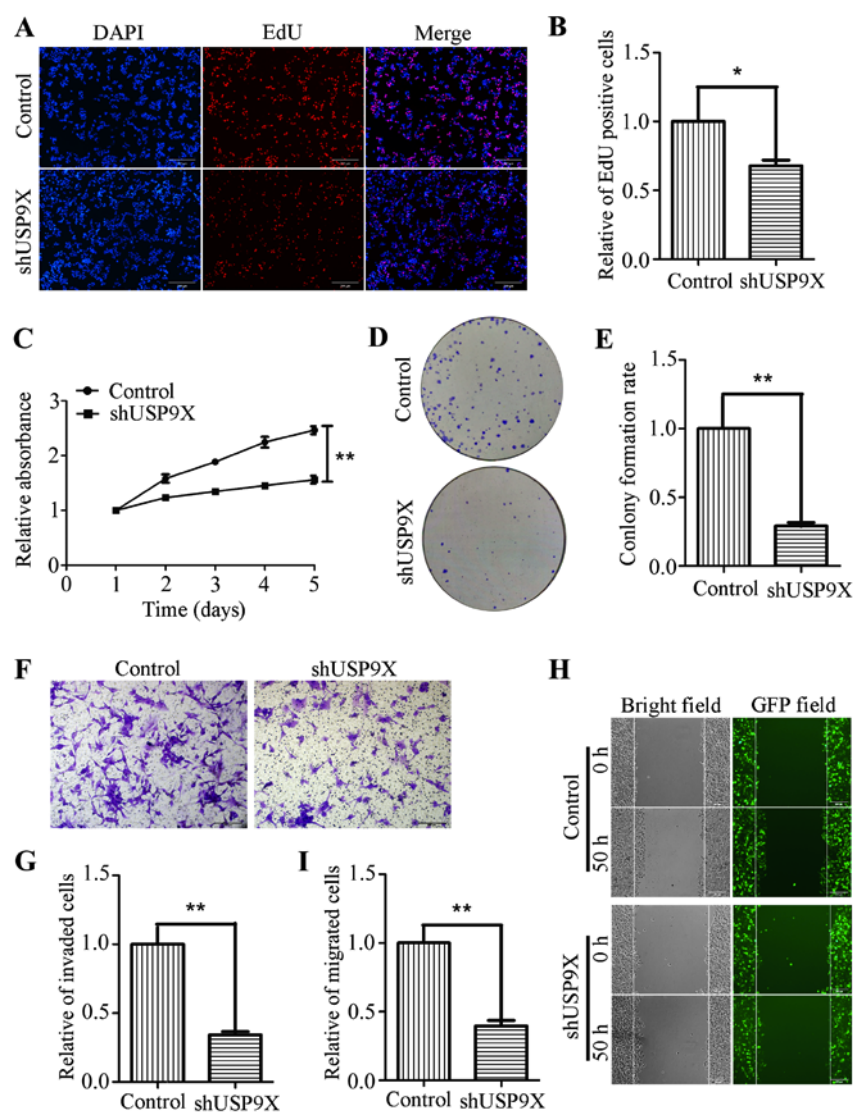 A
DAPI
EdU
Merge
Control
shUSP9X
B
Relative of EdU positive cells
1.5
1.0
0.5
0.0
*
Control
shUSP9X
C
Relative absorbance
3
2
1
0
Control
shUSP9X
**
0
1
2
3
4
5
Time (days)
D
Control
shUSP9X
E
Conlony formation rate
1.5
1.0
0.5
0.0
**
Control
shUSP9X
F
Control
shUSP9X
G
Relative of invaded cells
1.5
1.0
0.5
0.0
**
Control
shUSP9X
I
Relative of migrated cells
1.5
1.0
0.5
0.0
**
Control
shUSP9X
H
Bright field
GFP field
Control
0 h
50 h
shUSP9X
0 h
50 h